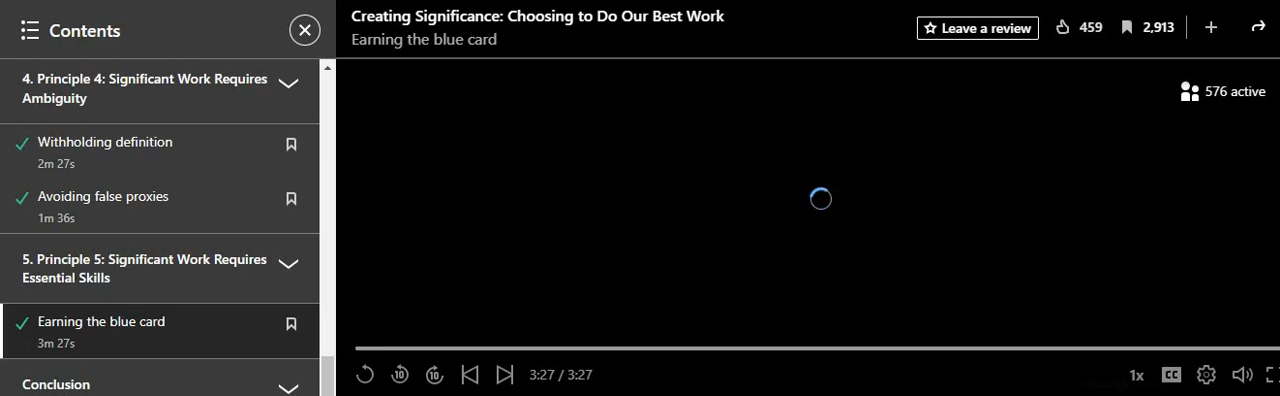 Contents
4. Principle 4: Significant Work Requires
Ambiguity
Withholding definition
2m 27s
Avoiding false proxies
1m 36s
5. Principle 5: Significant Work Requires
Essential Skills
Earning the blue card
3m 27s
Conclusion
Creating Significance: Choosing to Do Our Best Work
Earning the blue card
Leave a review
459
2,913
576 active
10
10
3:27 / 3:27
1x
CC